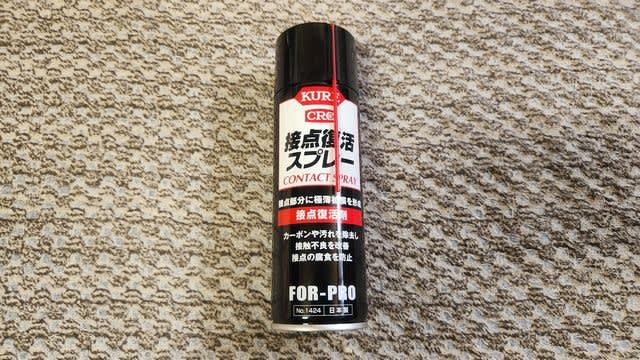 KURE
CRC
接点復活
スプレー
CONTACT SPRAY
接点部分に極薄被膜を形成
接点復活剤
カーボンや汚れを除去し
接触不良を改善
接点の腐食を防止
FOR-PRO
No.1424 日本製